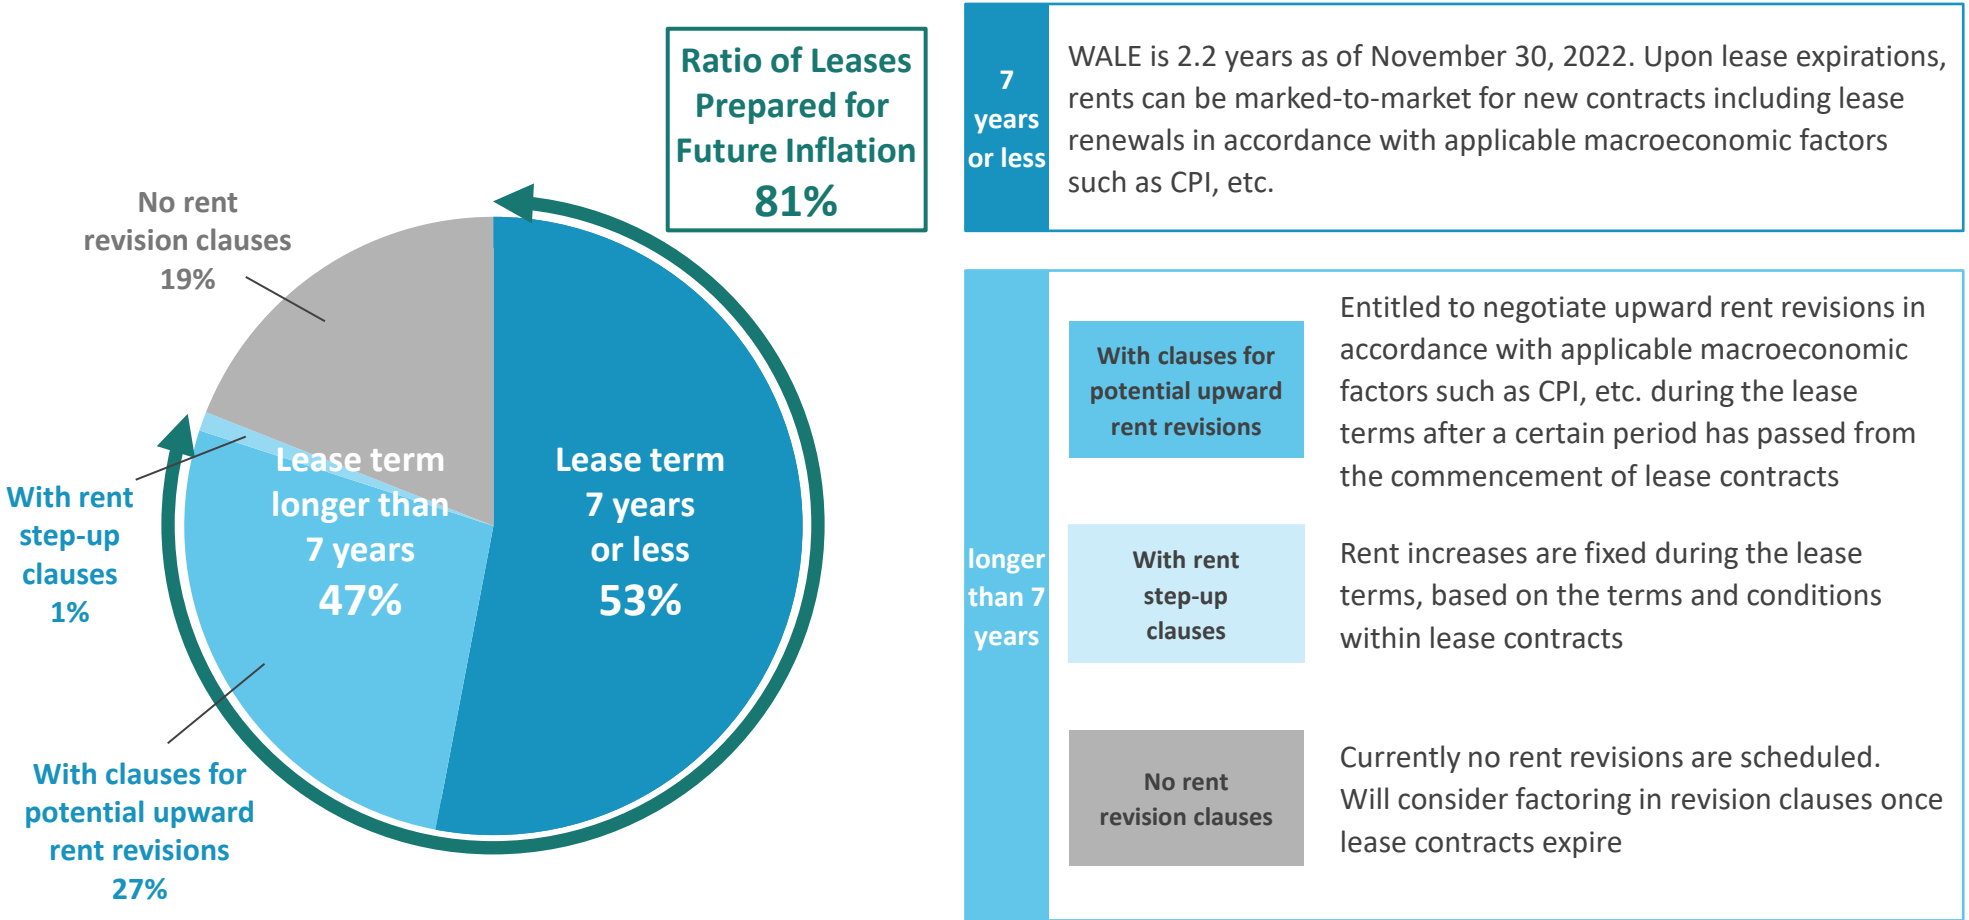 Ratio of Leases
Prepared for
Future Inflation
81%
No rent
revision clauses
19%
With rent
step-up
clauses
1%
With clauses for
potential upward
rent revisions
27%
Lease term
longer than
7 years
47%
Lease term
7 years
or less
53%
7
years
or less
WALE is 2.2 years as of November 30, 2022. Upon lease expirations,
rents can be marked-to-market for new contracts including lease
renewals in accordance with applicable macroeconomic factors
such as CPI, etc.
longer
than 7
years
With clauses for
potential upward
rent revisions
Entitled to negotiate upward rent revisions in
accordance with applicable macroeconomic
factors such as CPI, etc. during the lease
terms after a certain period has passed from
the commencement of lease contracts
With rent
step-up
clauses
Rent increases are fixed during the lease
terms, based on the terms and conditions
within lease contracts
No rent
revision clauses
Currently no rent revisions are scheduled.
Will consider factoring in revision clauses once
lease contracts expire